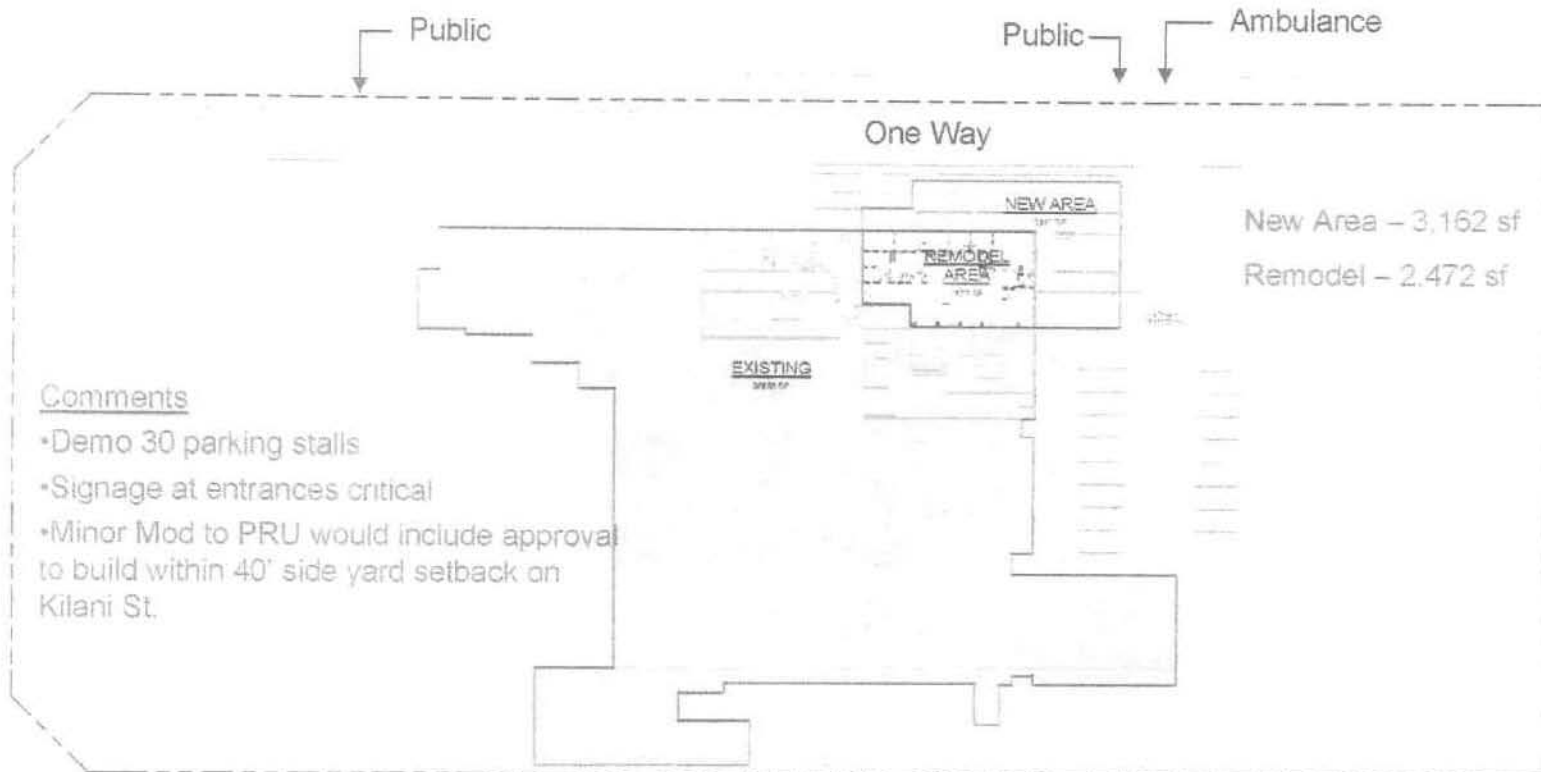 Public
Public
Ambulance
One Way
NEW AREA
New Area – 3,162 sf
REMODEL
AREA
Remodel – 2,472 sf
EXISTING
Comments
•Demo 30 parking stalls
•Signage at entrances critical
•Minor Mod to PRU would include approval
to build within 40' side yard setback on
Kilani St.